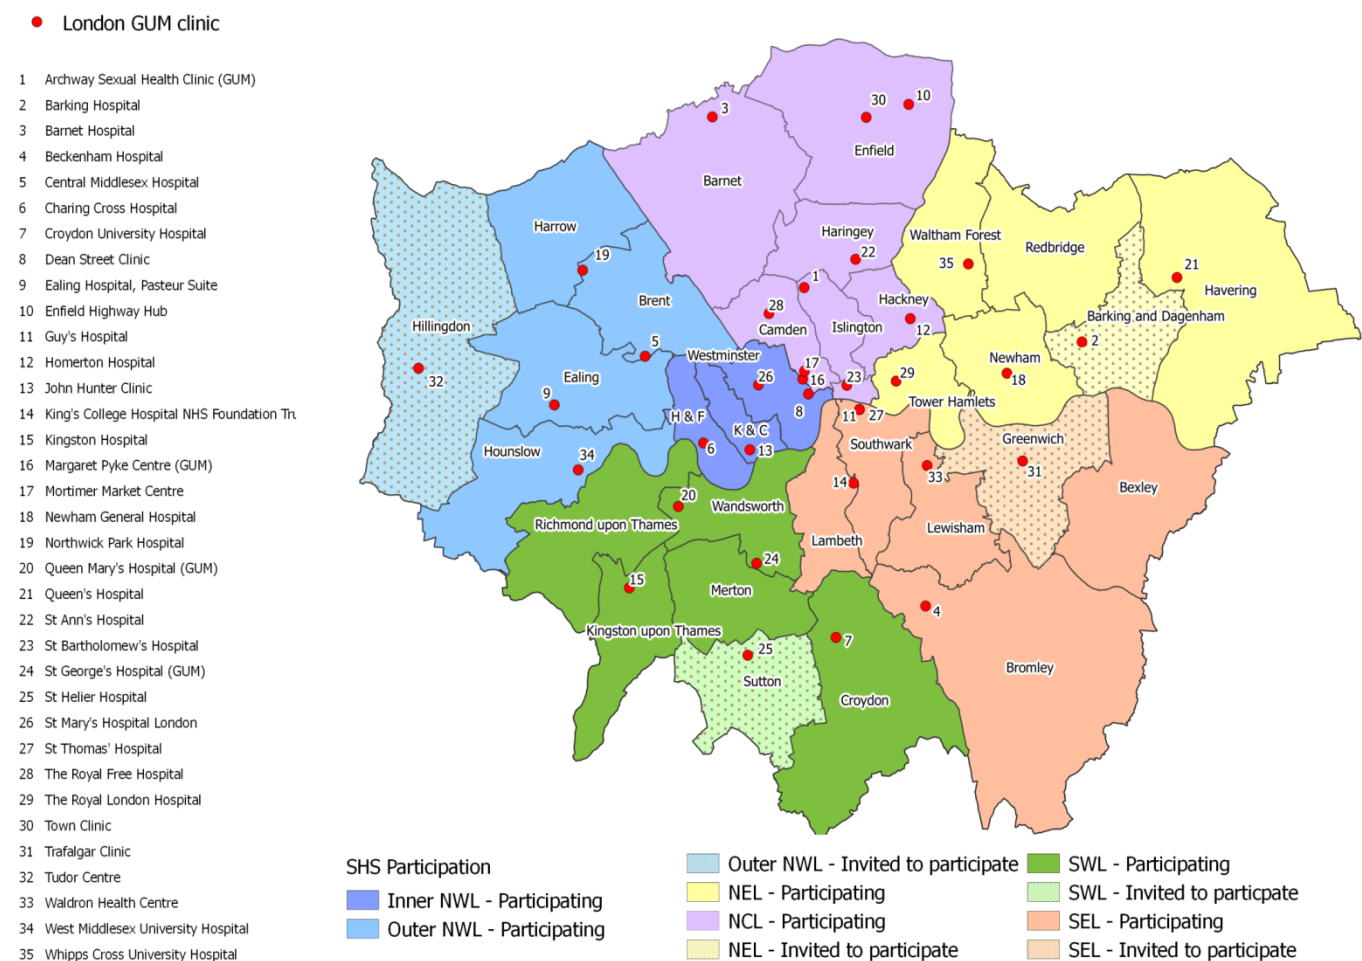 London GUM clinic
1 Archway Sexual Health Clinic (GUM)
2 Barking Hospital
3 Barnet Hospital
4 Beckenham Hospital
5 Central Middlesex Hospital
6 Charing Cross Hospital
7 Croydon University Hospital
8 Dean Street Clinic
9 Ealing Hospital, Pasteur Suite
10 Enfield Highway Hub
11 Guy's Hospital
12 Homerton Hospital
13 John Hunter Clinic
14 King's College Hospital NHS Foundation Tru
15 Kingston Hospital
16 Margaret Pyke Centre (GUM)
17 Mortimer Market Centre
18 Newham General Hospital
19 Northwick Park Hospital
20 Queen Mary's Hospital (GUM)
21 Queen's Hospital
22 St Ann's Hospital
23 St Bartholomew's Hospital
24 St George's Hospital (GUM)
25 St Helier Hospital
26 St Mary's Hospital London
27 St Thomas' Hospital
28 The Royal Free Hospital
29 The Royal London Hospital
30 Town Clinic
31 Trafalgar Clinic
32 Tudor Centre
33 Waldron Health Centre
34 West Middlesex University Hospital
35 Whipps Cross University Hospital
3
30
10
Enfield
Barnet
Harrow
Haringey
22
Waltham Forest
35
Redbridge
19
21
Havering
Brent
1
28
Camden
Islington
Hackney
12
Hillingdon
32
Barking and Dagenham
2
5
Westminster
Newham
18
Ealing
9
26
17
16
8
23
29
Tower Hamlets
H & F
6
K & C
13
11
27
Southwark
Greenwich
31
Hounslow
34
14
33
Bexley
20
Wandsworth
Richmond upon Thames
Lambeth
Lewisham
24
15
Merton
4
Kingston upon Thames
7
25
Sutton
Bromley
Croydon
SHS Participation
Inner NWL - Participating
Outer NWL - Participating
Outer NWL - Invited to participate
NEL - Participating
NCL - Participating
NEL - Invited to participate
SWL - Participating
SWL - Invited to particpate
SEL - Participating
SEL - Invited to participate